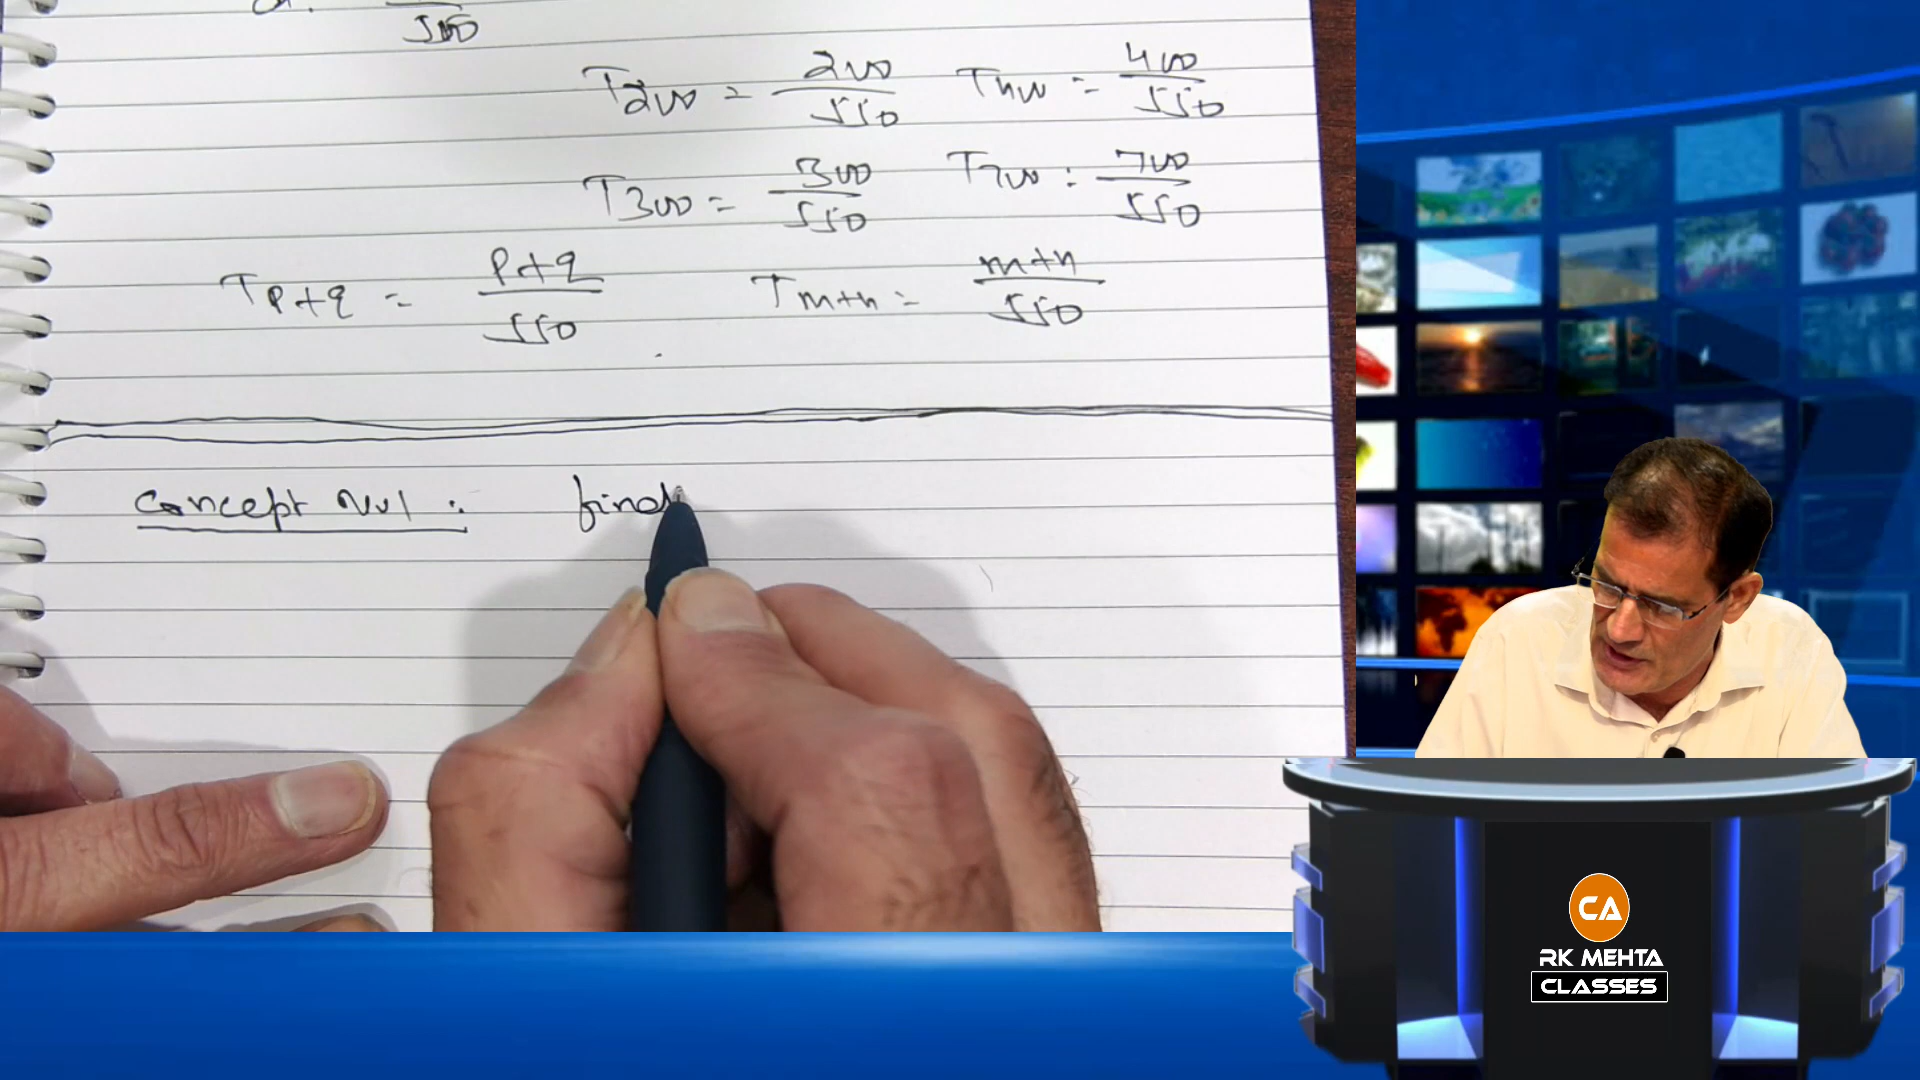 550
T200 = 200/550 T400 = 400/550
T300 = 300/550 T700 : 700/550
Tp+q = p+q/550 Tm+n = m+n/550
Concept No1 : find
CA
RK MEHTA
CLASSES